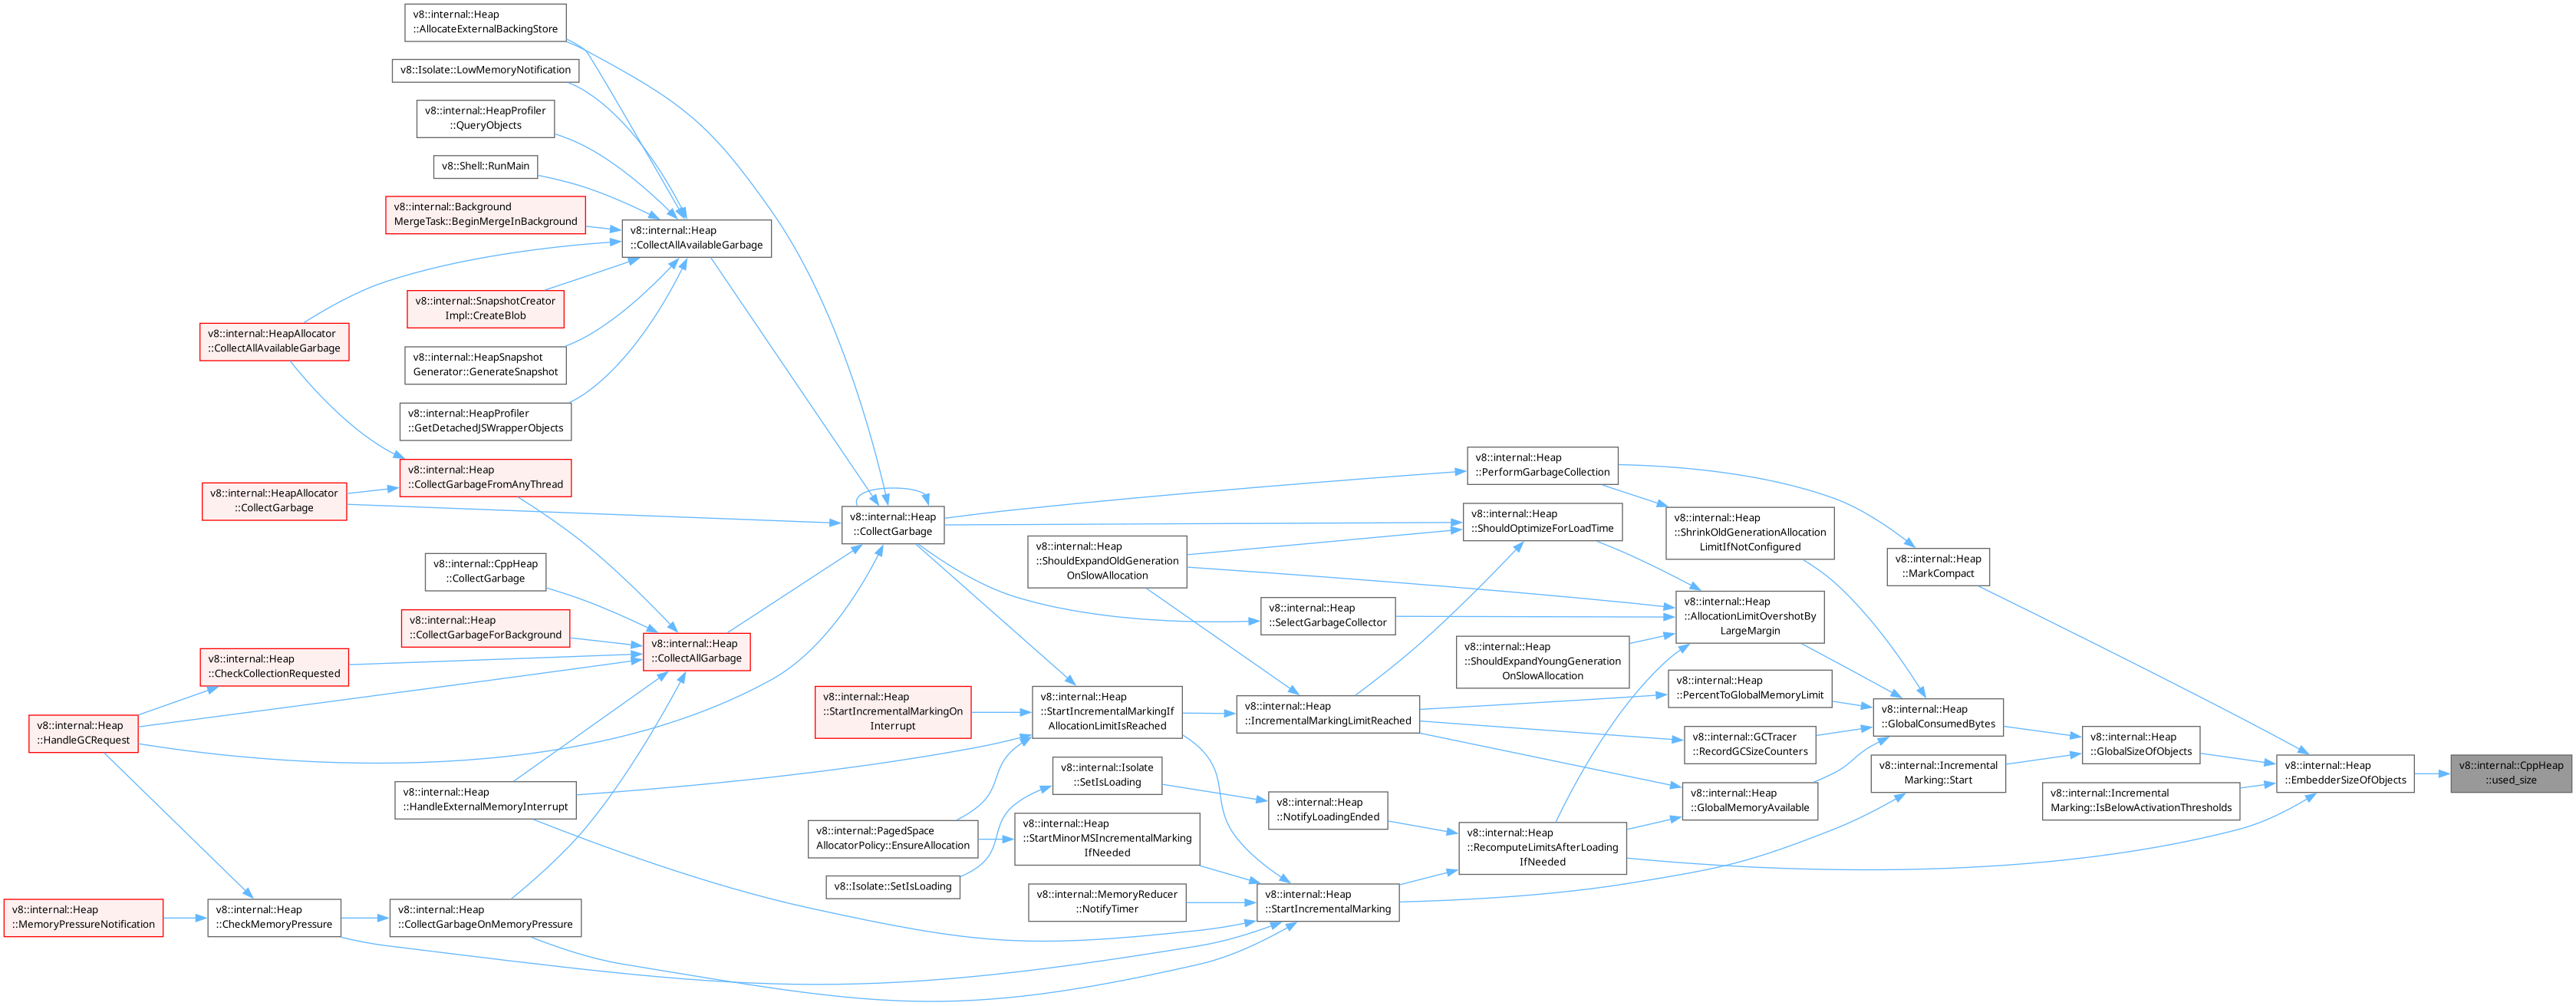 v8::internal::Heap
::AllocateExternalBackingStore
v8::Isolate::LowMemoryNotification
v8::internal::HeapProfiler
::QueryObjects
v8::Shell::RunMain
v8::internal::Background
MergeTask::BeginMergeInBackground
v8::internal::Heap
::CollectAllAvailableGarbage
v8::internal::SnapshotCreator
Impl::CreateBlob
v8::internal::HeapAllocator
::CollectAllAvailableGarbage
v8::internal::HeapSnapshot
Generator::GenerateSnapshot
v8::internal::HeapProfiler
::GetDetachedJSWrapperObjects
v8::internal::Heap
::CollectGarbageFromAnyThread
v8::internal::HeapAllocator
::CollectGarbage
v8::internal::Heap
::CollectGarbage
v8::internal::Heap
::PerformGarbageCollection
v8::internal::Heap
::ShouldOptimizeForLoadTime
v8::internal::Heap
::ShrinkOldGenerationAllocation
LimitIfNotConfigured
v8::internal::Heap
::ShouldExpandOldGeneration
OnSlowAllocation
v8::internal::Heap
::MarkCompact
v8::internal::CppHeap
::CollectGarbage
v8::internal::Heap
::CollectGarbageForBackground
v8::internal::Heap
::CollectAllGarbage
v8::internal::Heap
::SelectGarbageCollector
v8::internal::Heap
::AllocationLimitOvershotBy
LargeMargin
v8::internal::Heap
::ShouldExpandYoungGeneration
OnSlowAllocation
v8::internal::Heap
::CheckCollectionRequested
v8::internal::Heap
::HandleGCRequest
v8::internal::Heap
::StartIncrementalMarkingOn
Interrupt
v8::internal::Heap
::StartIncrementalMarkingIf
AllocationLimitIsReached
v8::internal::Heap
::IncrementalMarkingLimitReached
v8::internal::Heap
::PercentToGlobalMemoryLimit
v8::internal::GCTracer
::RecordGCSizeCounters
v8::internal::Heap
::GlobalConsumedBytes
v8::internal::Heap
::GlobalSizeOfObjects
v8::internal::Heap
::HandleExternalMemoryInterrupt
v8::internal::Isolate
::SetIsLoading
v8::internal::Heap
::NotifyLoadingEnded
v8::internal::Heap
::GlobalMemoryAvailable
v8::internal::Incremental
Marking::Start
v8::internal::Incremental
Marking::IsBelowActivationThresholds
v8::internal::Heap
::EmbedderSizeOfObjects
v8::internal::CppHeap
::used_size
v8::internal::PagedSpace
AllocatorPolicy::EnsureAllocation
v8::internal::Heap
::StartMinorMSIncrementalMarking
IfNeeded
v8::internal::Heap
::RecomputeLimitsAfterLoading
IfNeeded
v8::Isolate::SetIsLoading
v8::internal::MemoryReducer
::NotifyTimer
v8::internal::Heap
::StartIncrementalMarking
v8::internal::Heap
::MemoryPressureNotification
v8::internal::Heap
::CheckMemoryPressure
v8::internal::Heap
::CollectGarbageOnMemoryPressure